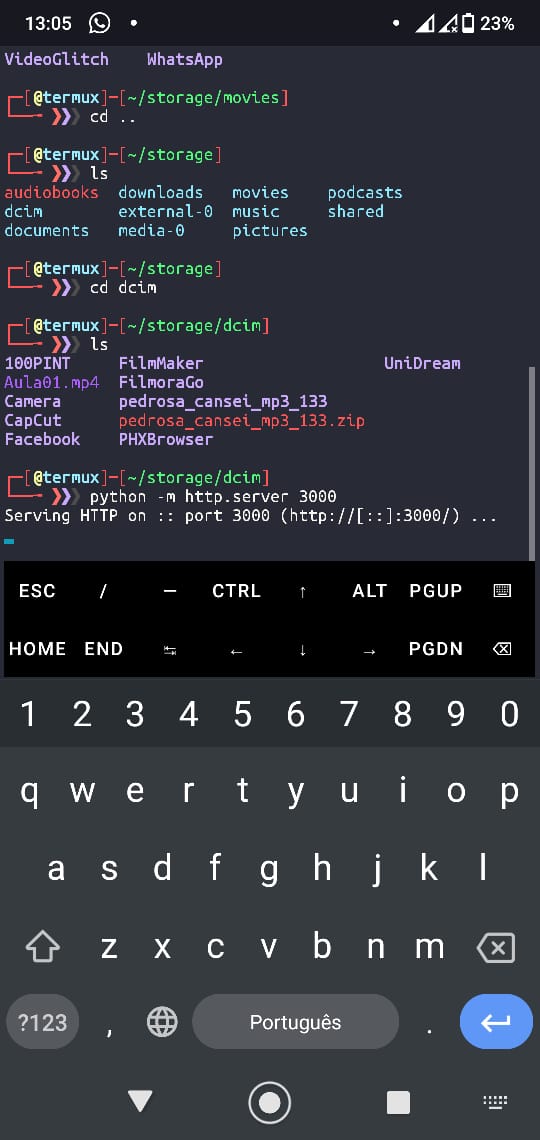 13:05 23%
VideoGlitch WhatsApp
[@termux]-[~/storage/movies]
cd ..
[@termux]-[~/storage]
ls
audiobooks downloads movies podcasts
dcim external-0 music shared
documents media-0 pictures
[@termux]-[~/storage]
cd dcim
[@termux]-[~/storage/dcim]
ls
100PINT FilmMaker UniDream
Aula01.mp4 FilmoraGo
Camera pedrosa_cansei_mp3_133
CapCut pedrosa_cansei_mp3_133.zip
Facebook PHXBrowser
[@termux]-[~/storage/dcim]
python -m http.server 3000
Serving HTTP on :: port 3000 (http://[::]:3000/) ...
ESC / — CTRL ↑ ALT PGUP
HOME END ↹ ← ↓ → PGDN
1 2 3 4 5 6 7 8 9 0
q w e r t y u i o p
a s d f g h j k l
z x c v b n m
?123 , Português .